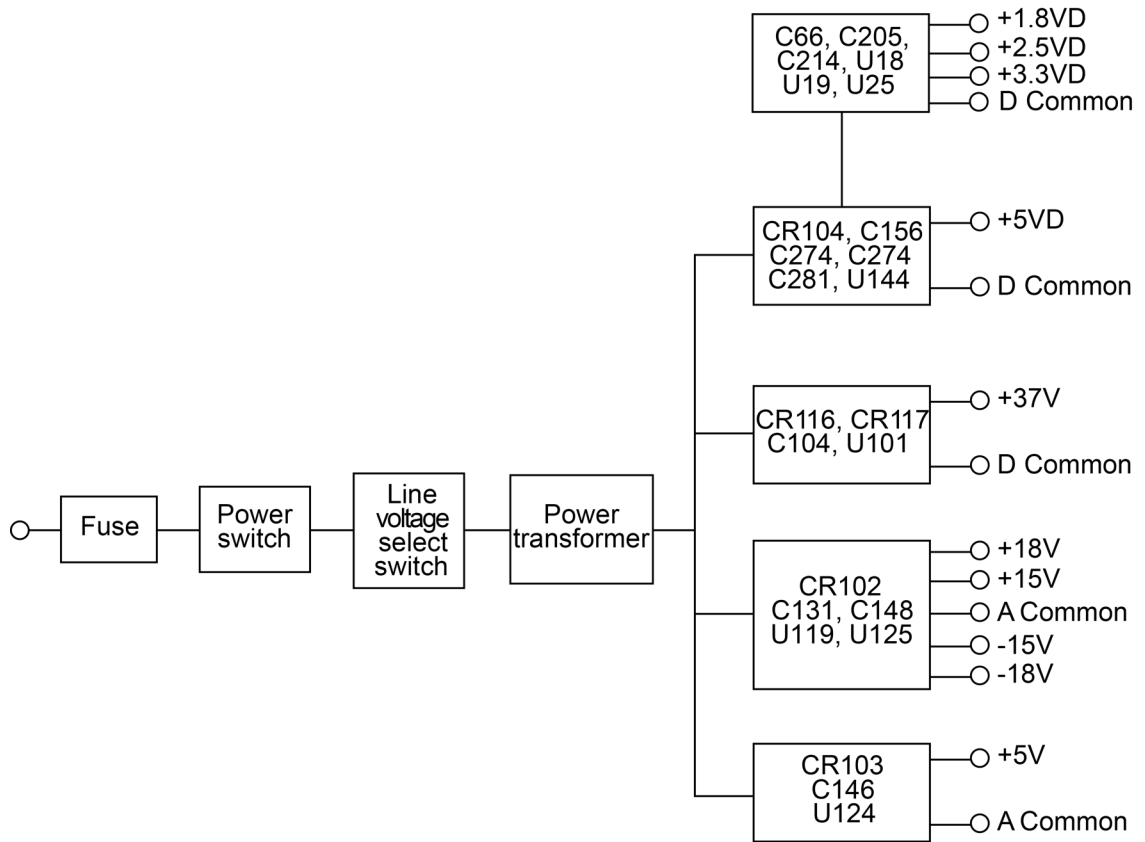 C66, C205,
C214, U18
U19, U25
+1.8VD
+2.5VD
+3.3VD
D Common
CR104, C156
C274, C274
C281, U144
+5VD
D Common
CR116, CR117
C104, U101
+37V
D Common
Fuse
Power
switch
Line
voltage
select
switch
Power
transformer
CR102
C131, C148
U119, U125
+18V
+15V
A Common
-15V
-18V
CR103
C146
U124
+5V
A Common